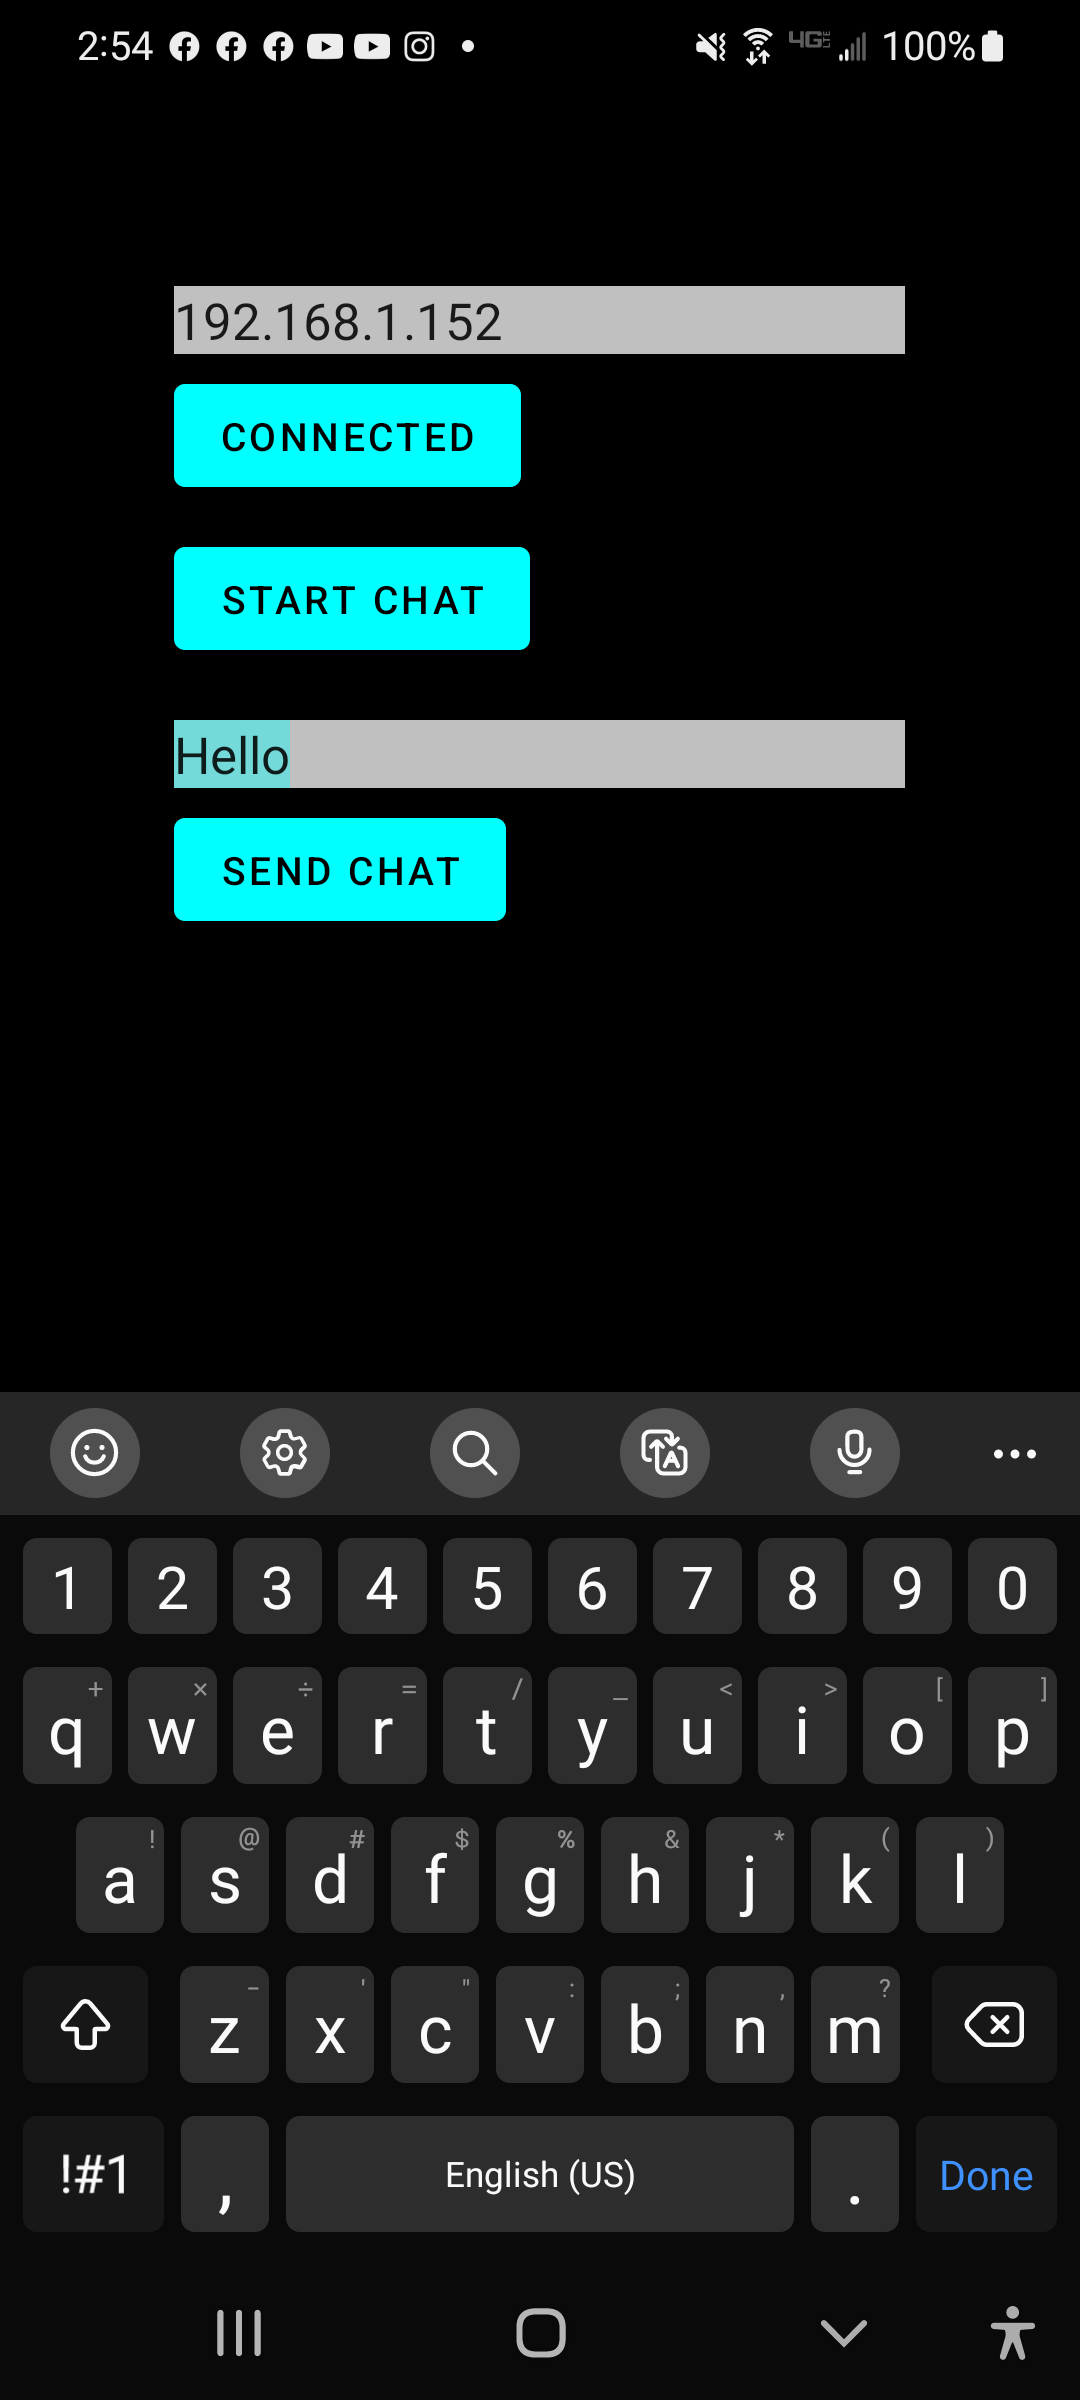 2:54 4G LTE 100%
192.168.1.152
CONNECTED
START CHAT
Hello
SEND CHAT
1 2 3 4 5 6 7 8 9 0
+ × ÷ = / _ < > [ ]
q w e r t y u i o p
! @ # $ % & * ( )
a s d f g h j k l
- ' " : ; , ?
z x c v b n m
!#1 , English (US) . Done